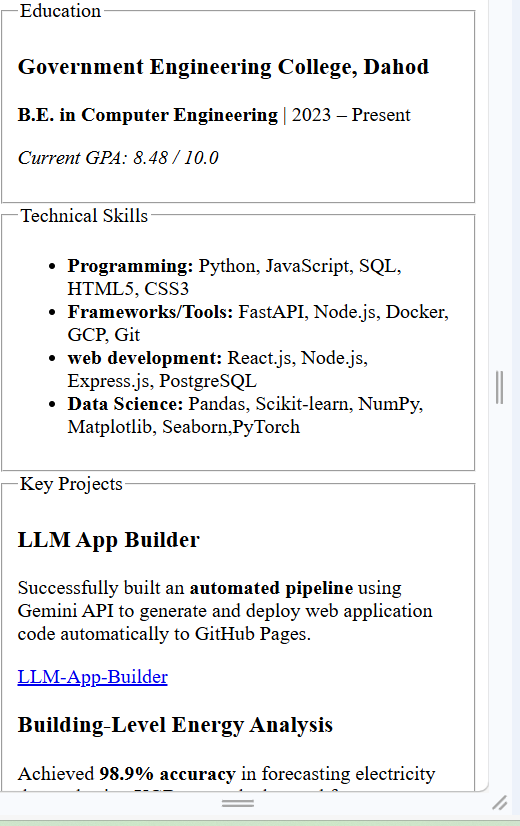 Education
Government Engineering College, Dahod
B.E. in Computer Engineering | 2023 – Present
Current GPA: 8.48 / 10.0
Technical Skills
• Programming: Python, JavaScript, SQL,
HTML5, CSS3
• Frameworks/Tools: FastAPI, Node.js, Docker,
GCP, Git
• web development: React.js, Node.js,
Express.js, PostgreSQL
• Data Science: Pandas, Scikit-learn, NumPy,
Matplotlib, Seaborn,PyTorch
Key Projects
LLM App Builder
Successfully built an automated pipeline using
Gemini API to generate and deploy web application
code automatically to GitHub Pages.
LLM-App-Builder
Building-Level Energy Analysis
Achieved 98.9% accuracy in forecasting electricity